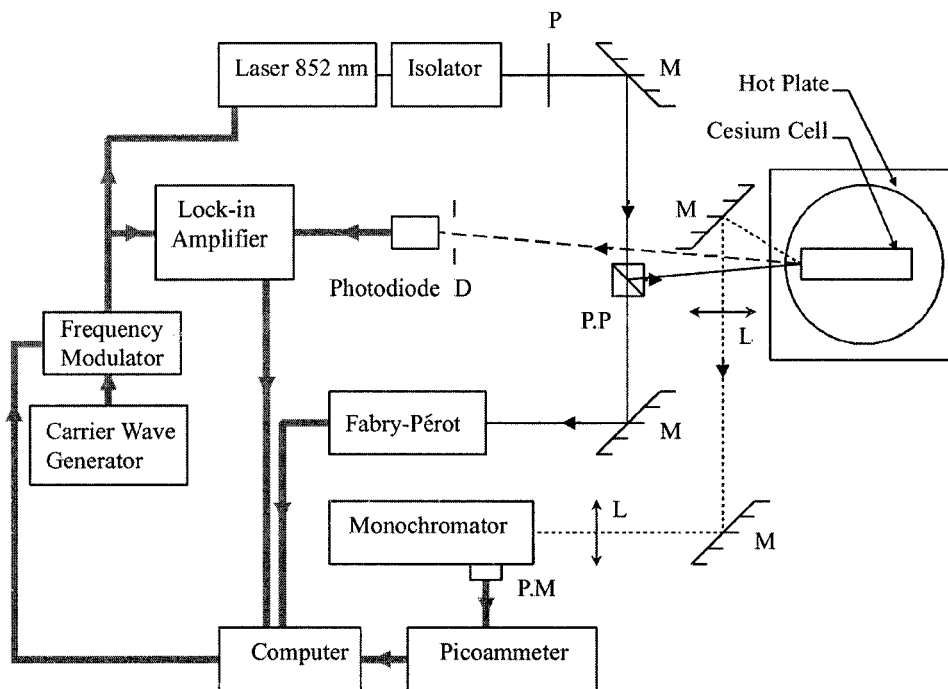 P
Laser 852 nm
Isolator
M
Hot Plate
Cesium Cell
Lock-in
Amplifier
M
Photodiode D
P.P
L
Frequency
Modulator
Carrier Wave
Generator
Fabry-Pérot
M
Monochromator
L
M
P.M
Computer
Picoammeter